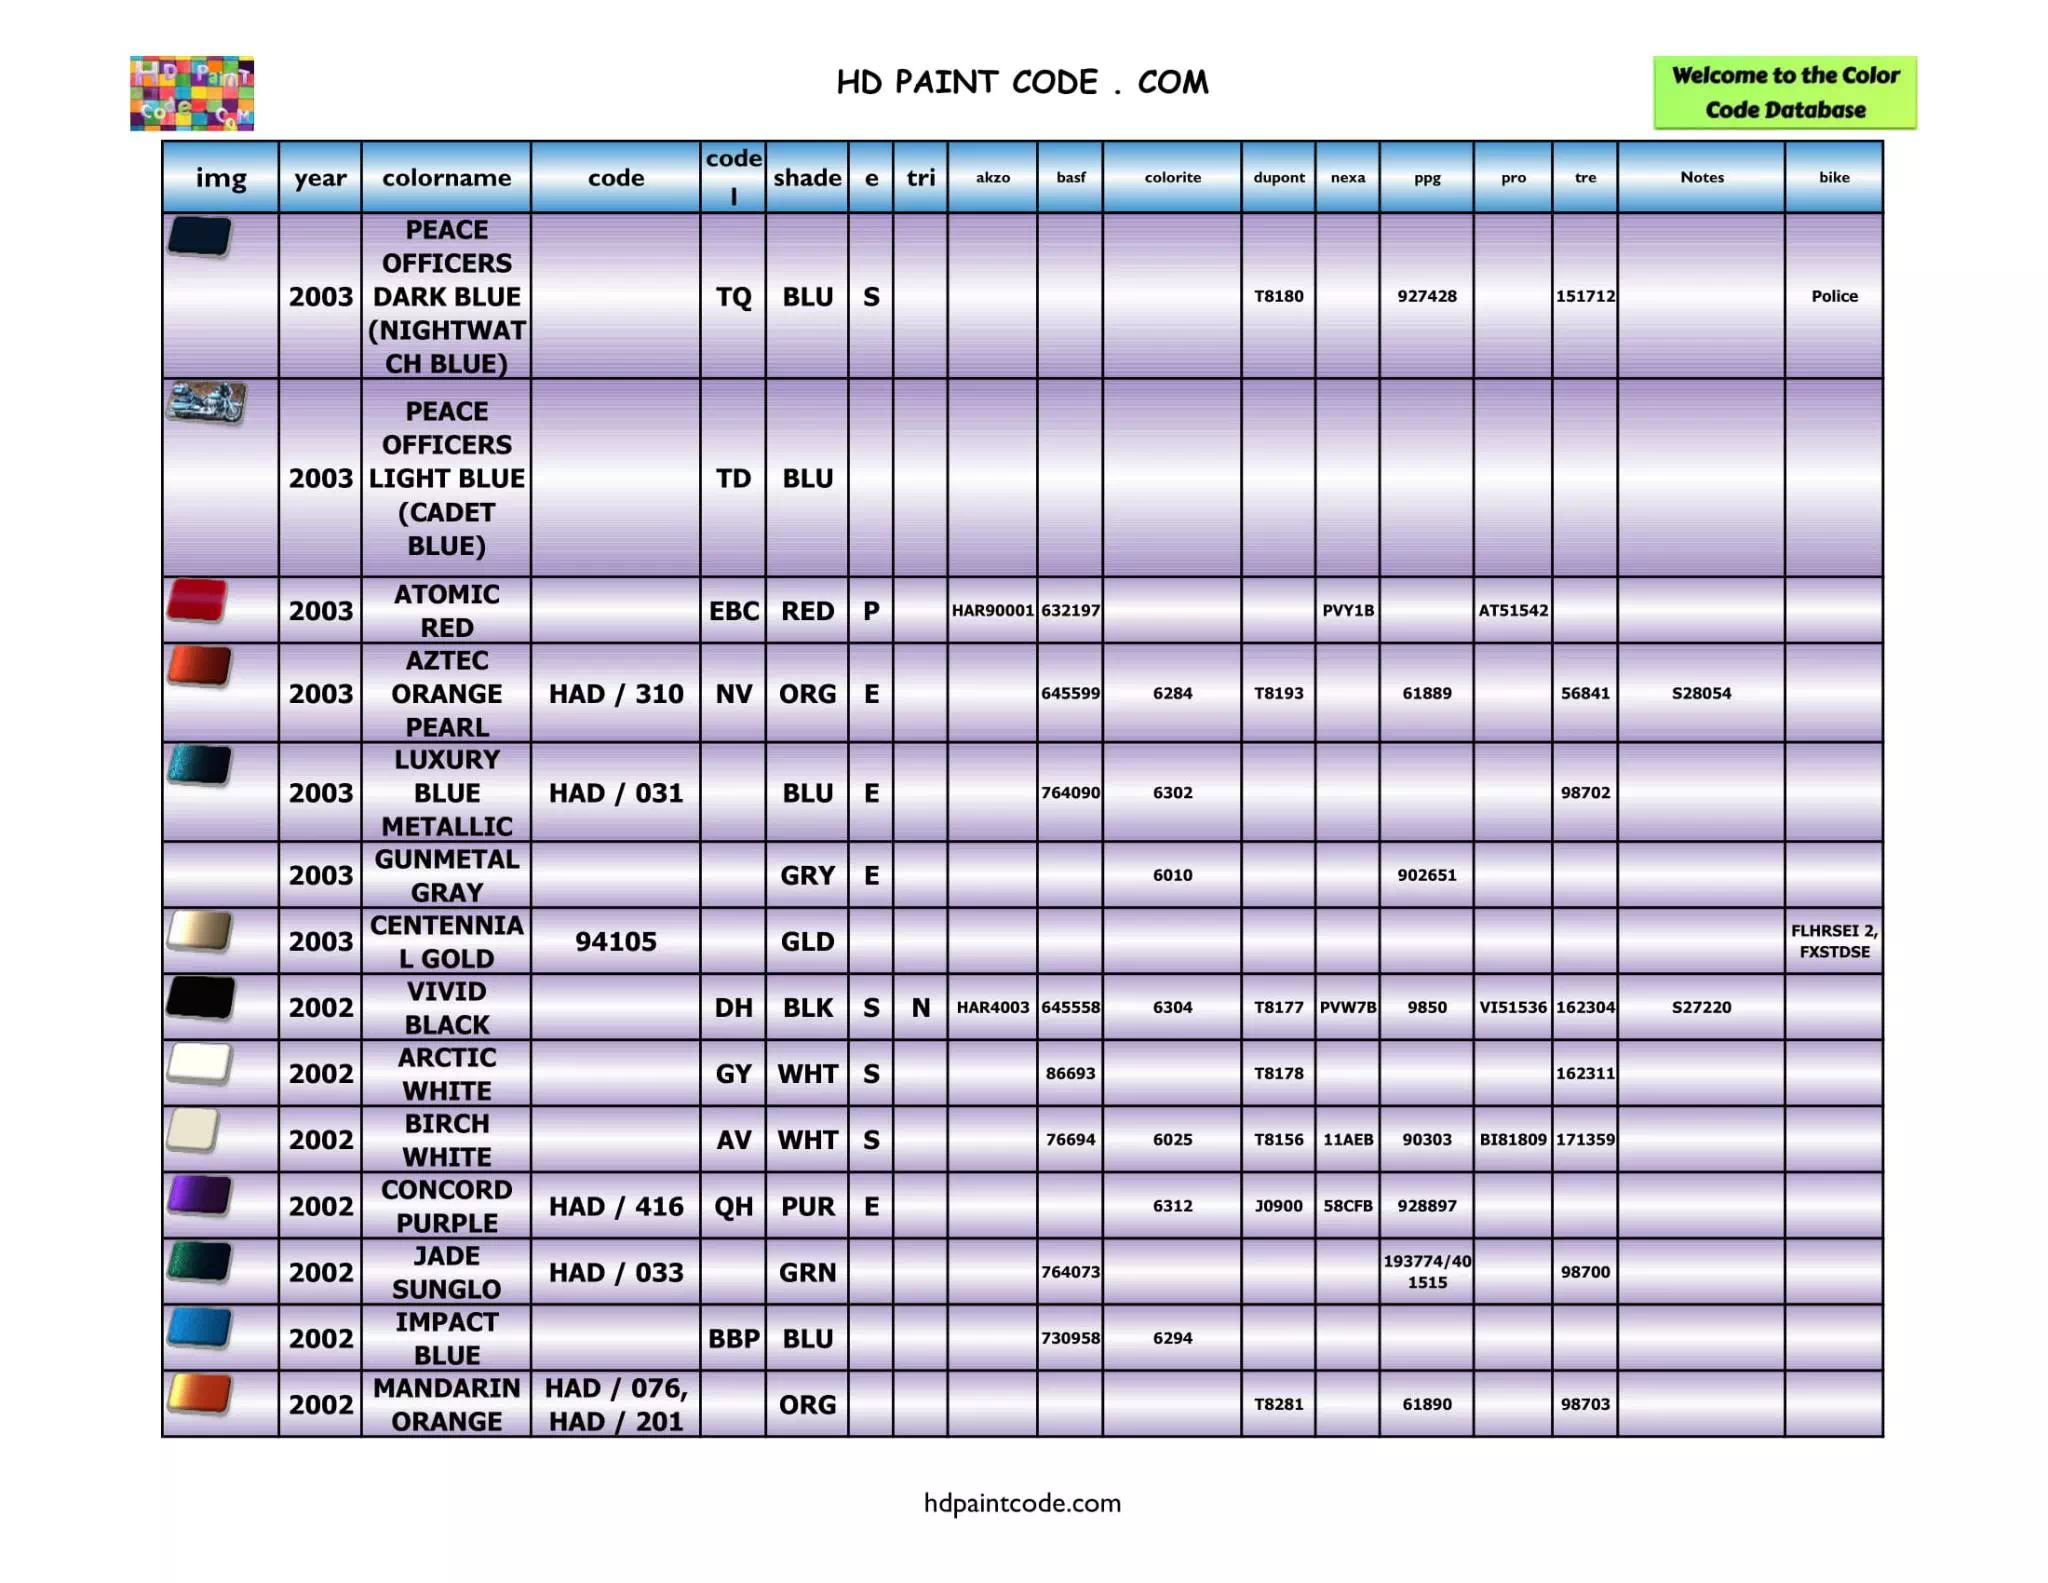 HD PAINT CODE . COM
HD PainT
Code
CoM
Welcome to the Color
Code Database
img year colorname code code l shade e tri akzo basf colorite dupont nexa ppg pro tre Notes bike
2003 PEACE OFFICERS DARK BLUE (NIGHTWATCH BLUE) TQ BLU S T8180 927428 151712 Police
2003 PEACE OFFICERS LIGHT BLUE (CADET BLUE) TD BLU
2003 ATOMIC RED EBC RED P HAR90001 632197 PVY1B AT51542
2003 AZTEC ORANGE PEARL HAD / 310 NV ORG E 645599 6284 T8193 61889 56841 S28054
2003 LUXURY BLUE METALLIC HAD / 031 BLU E 764090 6302 98702
2003 GUNMETAL GRAY GRY E 6010 902651
2003 CENTENNIAL GOLD 94105 GLD FLHRSEI 2, FXSTDSE
2002 VIVID BLACK DH BLK S N HAR4003 645558 6304 T8177 PVW7B 9850 VI51536 162304 S27220
2002 ARCTIC WHITE GY WHT S 86693 T8178 162311
2002 BIRCH WHITE AV WHT S 76694 6025 T8156 11AEB 90303 BI81809 171359
2002 CONCORD PURPLE HAD / 416 QH PUR E 6312 J0900 58CFB 928897
2002 JADE SUNGLO HAD / 033 GRN 764073 193774/401515 98700
2002 IMPACT BLUE BBP BLU 730958 6294
2002 MANDARIN ORANGE HAD / 076, HAD / 201 ORG T8281 61890 98703
hdpaintcode.com